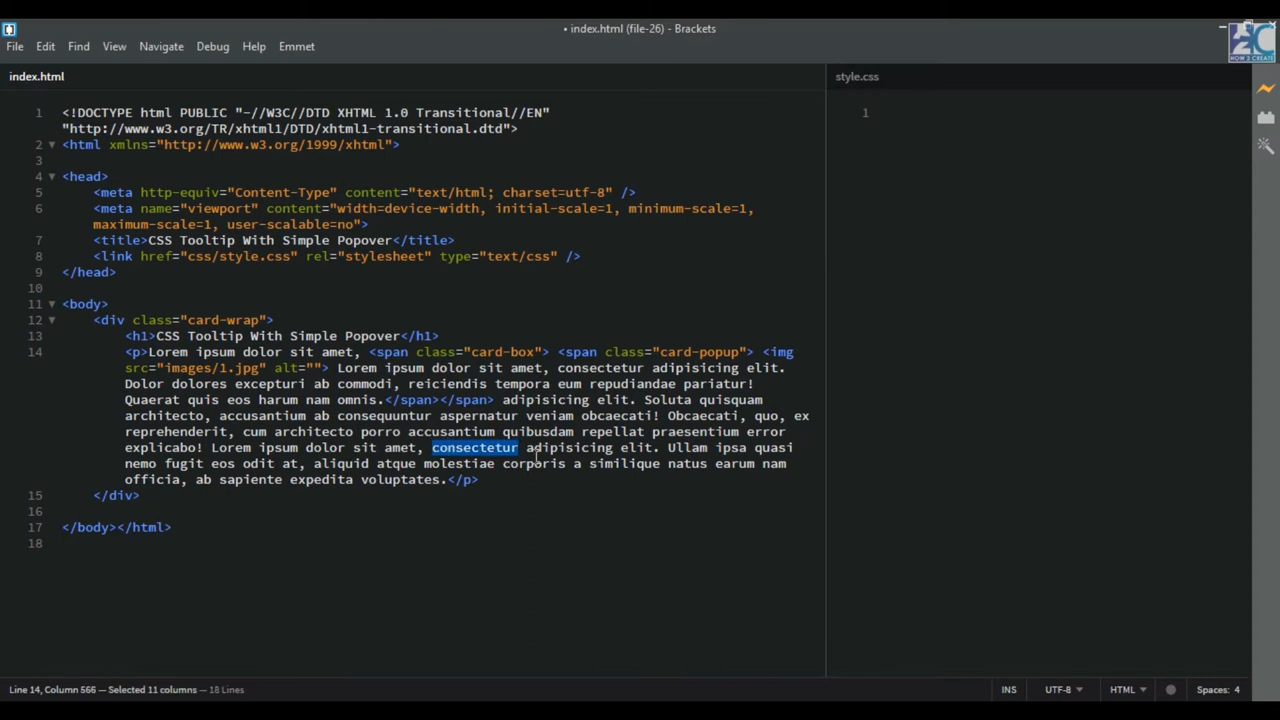 • index.html (file-26) - Brackets
File Edit Find View Navigate Debug Help Emmet
HOW 2 CREATE
index.html
style.css
1 <!DOCTYPE html PUBLIC "-//W3C//DTD XHTML 1.0 Transitional//EN"
"http://www.w3.org/TR/xhtml1/DTD/xhtml1-transitional.dtd">
2 <html xmlns="http://www.w3.org/1999/xhtml">
3
4 <head>
5 <meta http-equiv="Content-Type" content="text/html; charset=utf-8" />
6 <meta name="viewport" content="width=device-width, initial-scale=1, minimum-scale=1,
maximum-scale=1, user-scalable=no">
7 <title>CSS Tooltip With Simple Popover</title>
8 <link href="css/style.css" rel="stylesheet" type="text/css" />
9 </head>
10
11 <body>
12 <div class="card-wrap">
13 <h1>CSS Tooltip With Simple Popover</h1>
14 <p>Lorem ipsum dolor sit amet, <span class="card-box"> <span class="card-popup"> <img
src="images/1.jpg" alt=""> Lorem ipsum dolor sit amet, consectetur adipisicing elit.
Dolor dolores excepturi ab commodi, reiciendis tempora eum repudiandae pariatur!
Quaerat quis eos harum nam omnis.</span></span> adipisicing elit. Soluta quisquam
architecto, accusantium ab consequuntur aspernatur veniam obcaecati! Obcaecati, quo, ex
reprehenderit, cum architecto porro accusantium quibusdam repellat praesentium error
explicabo! Lorem ipsum dolor sit amet, consectetur adipisicing elit. Ullam ipsa quasi
nemo fugit eos odit at, aliquid atque molestiae corporis a similique natus earum nam
officia, ab sapiente expedita voluptates.</p>
15 </div>
16
17 </body></html>
18
1
Line 14, Column 566 — Selected 11 columns — 18 Lines
INS UTF-8 HTML Spaces: 4